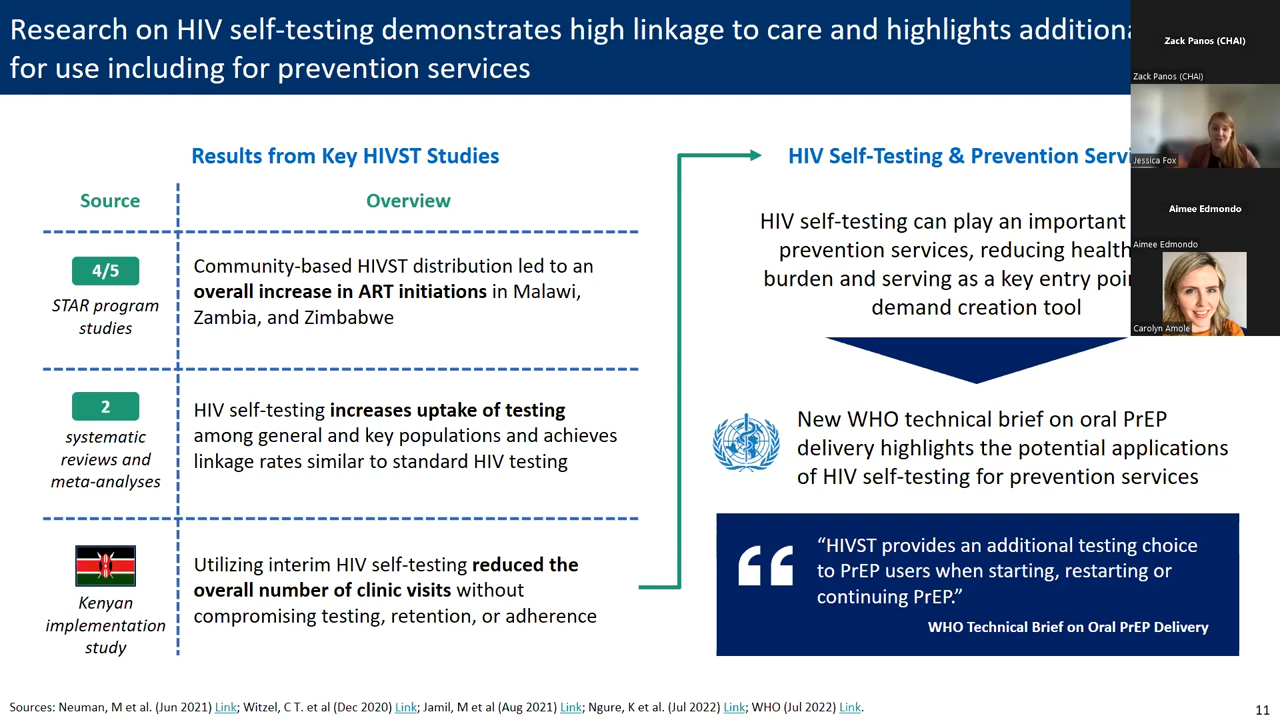 Research on HIV self-testing demonstrates high linkage to care and highlights
for use including for prevention services
Zack Panos (CHAI)
Zack Panos (CHAI)
Jessica Fox
Aimee Edmondo
Aimee Edmondo
Carolyn Amole
Results from Key HIVST Studies
Source
Overview
4/5
STAR program
studies
Community-based HIVST distribution led to an
overall increase in ART initiations in Malawi,
Zambia, and Zimbabwe
2
systematic
reviews and
meta-analyses
HIV self-testing increases uptake of testing
among general and key populations and achieves
linkage rates similar to standard HIV testing
Kenyan
implementation
study
Utilizing interim HIV self-testing reduced the
overall number of clinic visits without
compromising testing, retention, or adherence
HIV Self-Testing & Prevention
HIV self-testing can play an important
prevention services, reducing health
burden and serving as a key entry
demand creation tool
New WHO technical brief on oral PrEP
delivery highlights the potential applications
of HIV self-testing for prevention services
“HIVST provides an additional testing choice
to PrEP users when starting, restarting or
continuing PrEP.”
WHO Technical Brief on Oral PrEP Delivery
Sources: Neuman, M et al. (Jun 2021) Link; Witzel, C T. et al (Dec 2020) Link; Jamil, M et al (Aug 2021) Link; Ngure, K et al. (Jul 2022) Link; WHO (Jul 2022) Link.
11